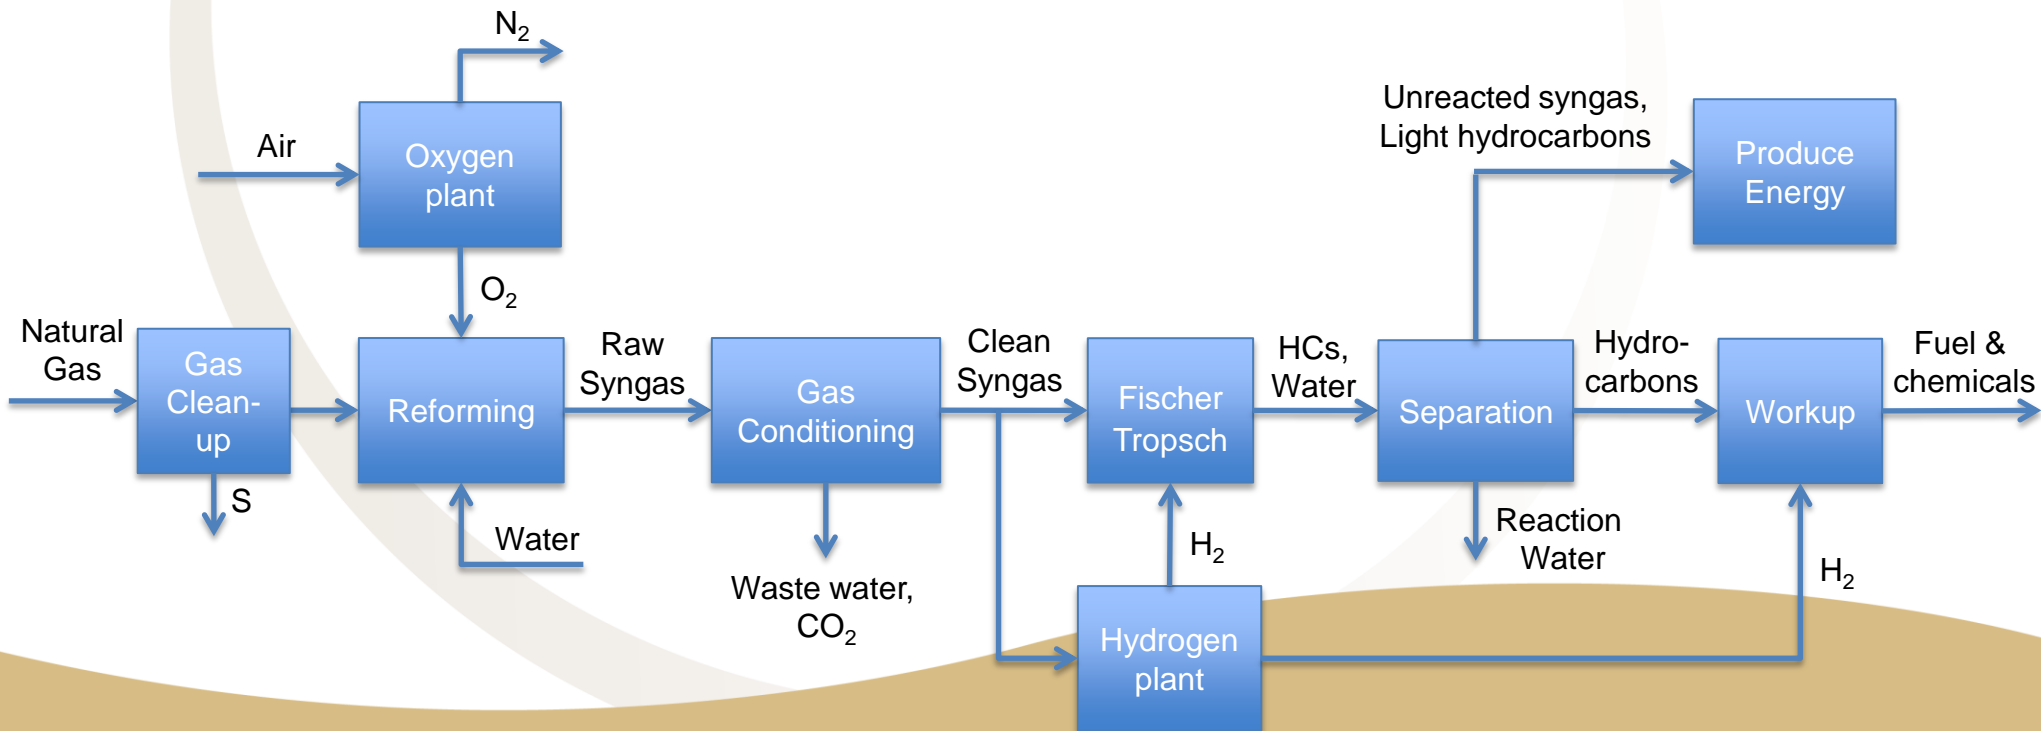 N₂
Air
Oxygen
plant
O₂
Unreacted syngas,
Light hydrocarbons
Produce
Energy
Natural
Gas
Gas
Clean-
up
S
Reforming
Water
Raw
Syngas
Gas
Conditioning
Waste water,
CO₂
Clean
Syngas
Fischer
Tropsch
H₂
Hydrogen
plant
HCs,
Water
Separation
Reaction
Water
Hydro-
carbons
Workup
H₂
Fuel &
chemicals